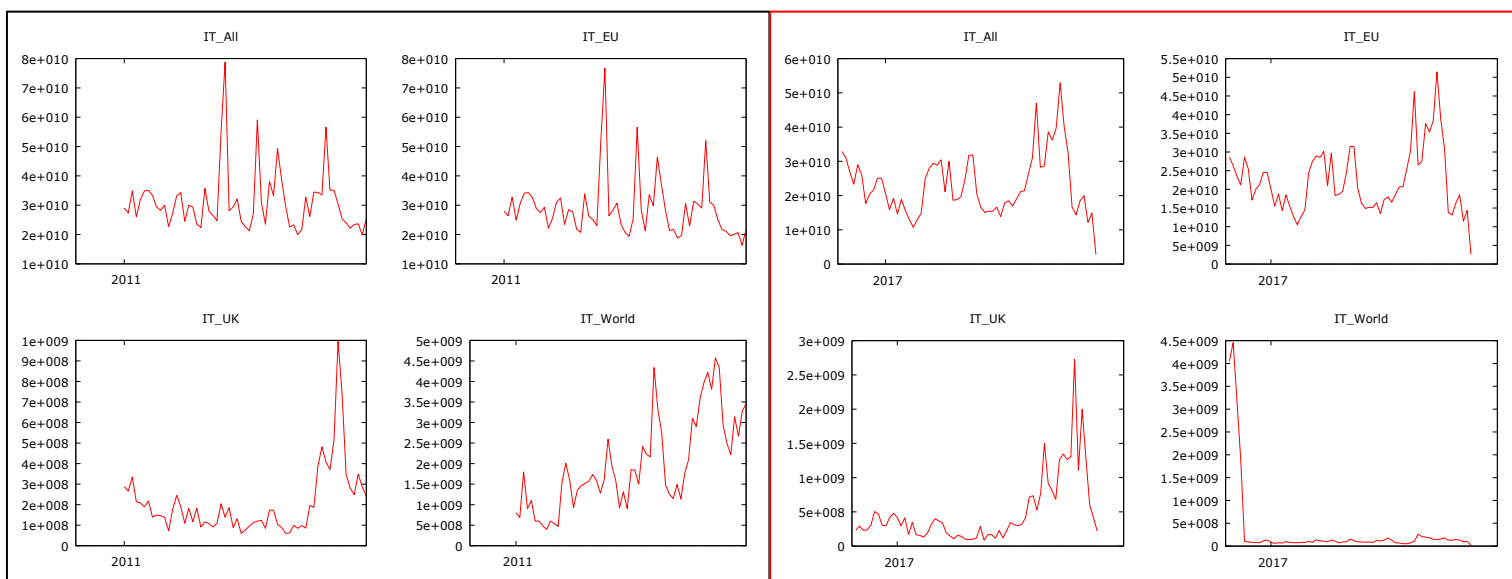 IT_All
8e+010
7e+010
6e+010
5e+010
4e+010
3e+010
2e+010
1e+010
2011
IT_EU
8e+010
7e+010
6e+010
5e+010
4e+010
3e+010
2e+010
1e+010
2011
IT_UK
1e+009
9e+008
8e+008
7e+008
6e+008
5e+008
4e+008
3e+008
2e+008
1e+008
0
2011
IT_World
5e+009
4.5e+009
4e+009
3.5e+009
3e+009
2.5e+009
2e+009
1.5e+009
1e+009
5e+008
0
2011
IT_All
6e+010
5e+010
4e+010
3e+010
2e+010
1e+010
0
2017
IT_EU
5.5e+010
5e+010
4.5e+010
4e+010
3.5e+010
3e+010
2.5e+010
2e+010
1.5e+010
1e+010
5e+009
0
2017
IT_UK
3e+009
2.5e+009
2e+009
1.5e+009
1e+009
5e+008
0
2017
IT_World
4.5e+009
4e+009
3.5e+009
3e+009
2.5e+009
2e+009
1.5e+009
1e+009
5e+008
0
2017